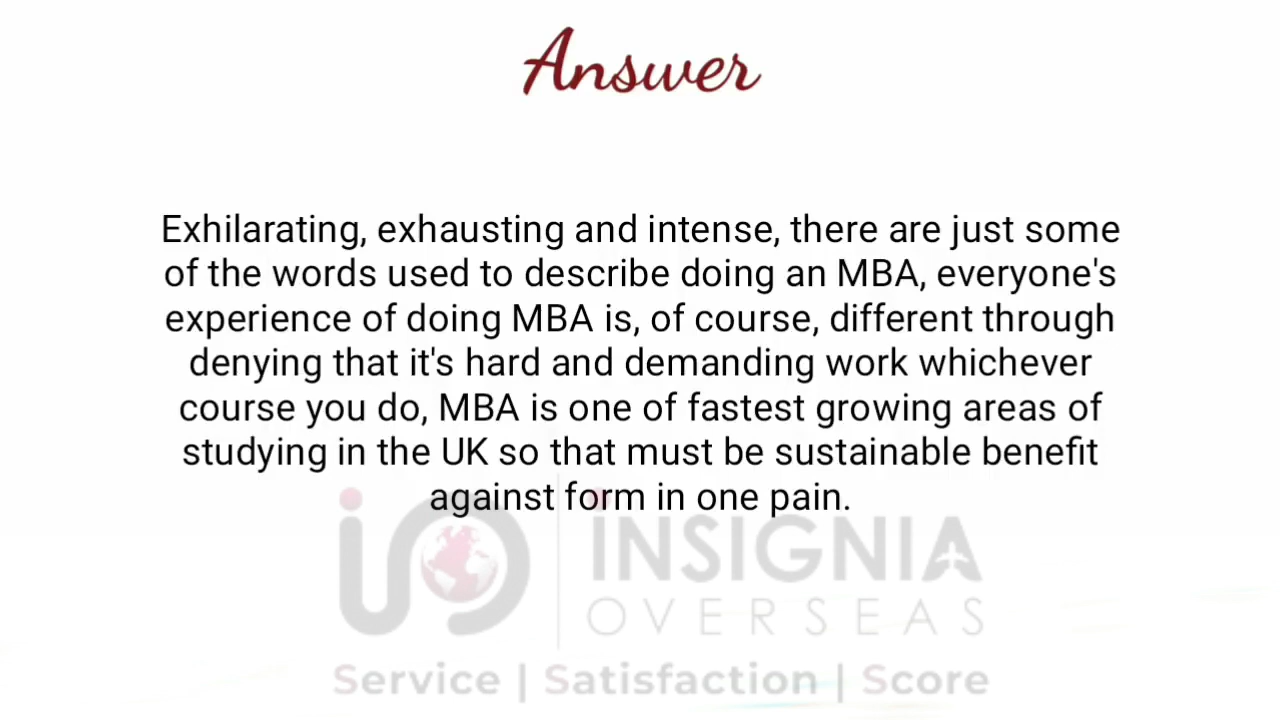 Answer
Exhilarating, exhausting and intense, there are just some
of the words used to describe doing an MBA, everyone's
experience of doing MBA is, of course, different through
denying that it's hard and demanding work whichever
course you do, MBA is one of fastest growing areas of
studying in the UK so that must be sustainable benefit
against form in one pain.
INSIGNIA
OVERSEAS
Service | Satisfaction | Score